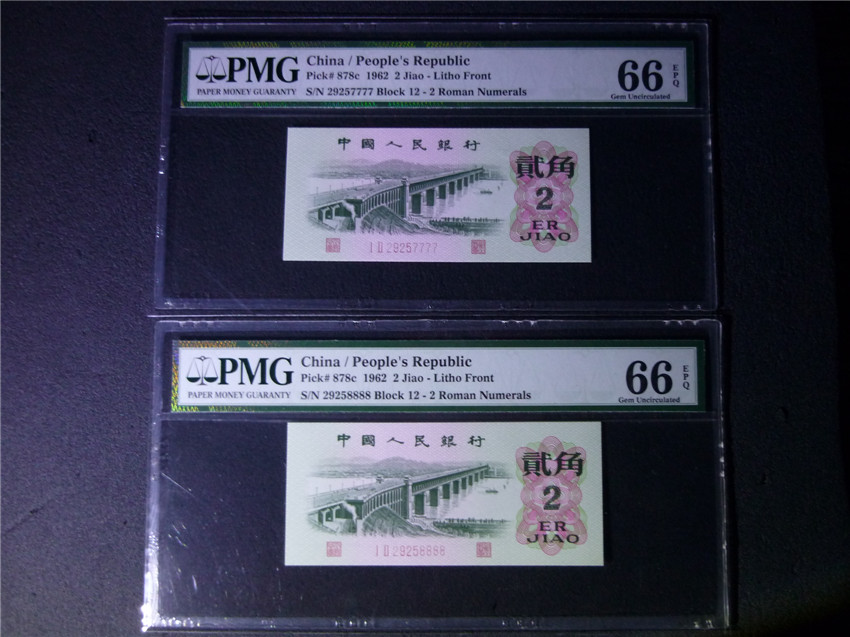 PMG
PAPER MONEY GUARANTY
China / People's Republic
Pick# 878c 1962 2 Jiao - Litho Front
S/N 29257777 Block 12 - 2 Roman Numerals
66 EPQ
Gem Uncirculated
中國人民銀行
貳角
2
ER
JIAO
I II 29257777
PMG
PAPER MONEY GUARANTY
China / People's Republic
Pick# 878c 1962 2 Jiao - Litho Front
S/N 29258888 Block 12 - 2 Roman Numerals
66 EPQ
Gem Uncirculated
中國人民銀行
貳角
2
ER
JIAO
I II 29258888